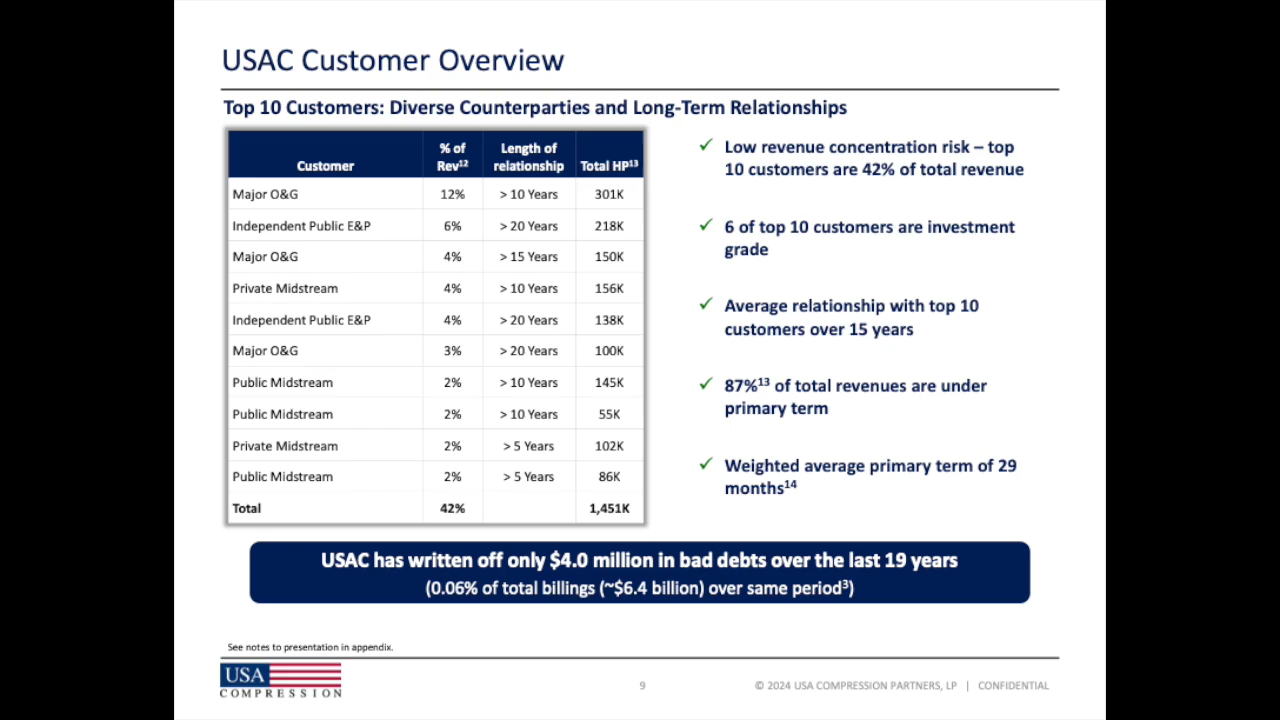 USAC Customer Overview
Top 10 Customers: Diverse Counterparties and Long-Term Relationships
Customer % of Rev¹² Length of relationship Total HP¹³
Major O&G 12% > 10 Years 301K
Independent Public E&P 6% > 20 Years 218K
Major O&G 4% > 15 Years 150K
Private Midstream 4% > 10 Years 156K
Independent Public E&P 4% > 20 Years 138K
Major O&G 3% > 20 Years 100K
Public Midstream 2% > 10 Years 145K
Public Midstream 2% > 10 Years 55K
Private Midstream 2% > 5 Years 102K
Public Midstream 2% > 5 Years 86K
Total 42% 1,451K
✓ Low revenue concentration risk – top
10 customers are 42% of total revenue
✓ 6 of top 10 customers are investment
grade
✓ Average relationship with top 10
customers over 15 years
✓ 87%¹³ of total revenues are under
primary term
✓ Weighted average primary term of 29
months¹⁴
USAC has written off only $4.0 million in bad debts over the last 19 years
(0.06% of total billings (~$6.4 billion) over same period³)
See notes to presentation in appendix.
USA
COMPRESSION
9
© 2024 USA COMPRESSION PARTNERS, LP | CONFIDENTIAL